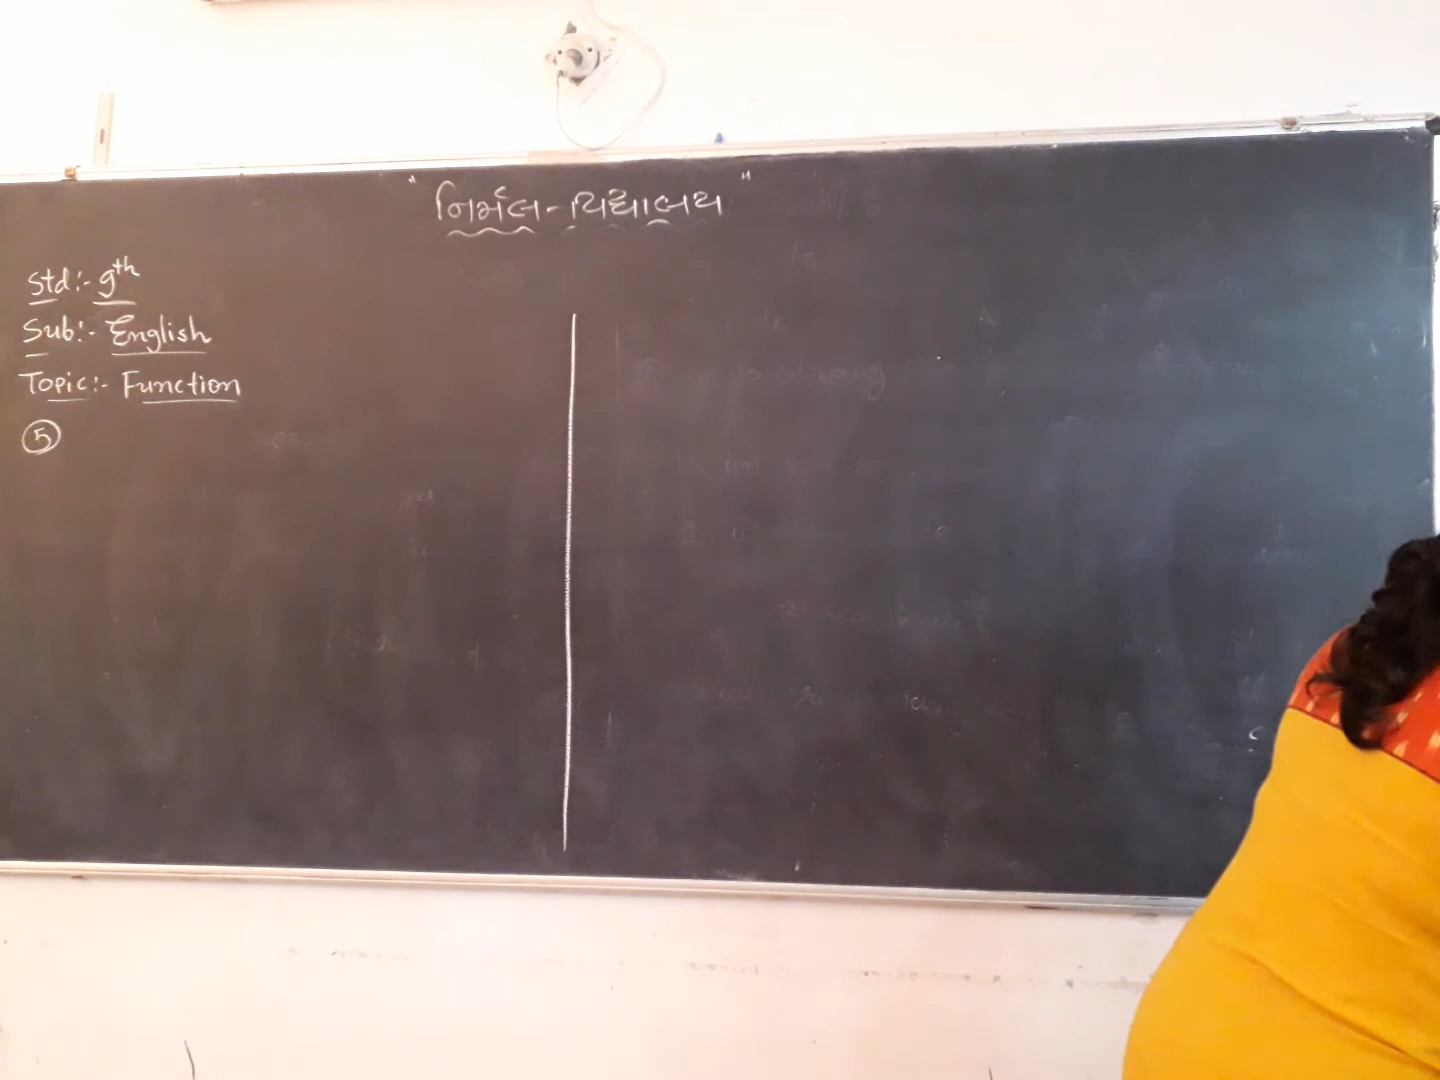 "નિર્મલ - વિદ્યાલય"
Std:- 9th
Sub:- English
Topic:- Function
5